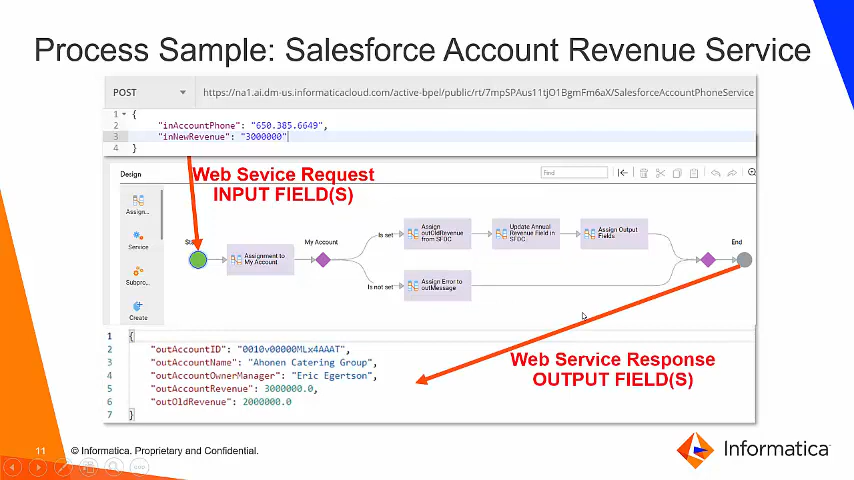 Process Sample: Salesforce Account Revenue Service
POST
https://na1.ai.dm-us.informaticacloud.com/active-bpel/public/rt/7mpSPAus11tjO1BgmFm6aX/SalesforceAccountPhoneService
1 {
2 "inAccountPhone": "650.385.6649",
3 "inNewRevenue": "3000000"
4 }
Web Sevice Request
INPUT FIELD(S)
Design
Find
Assign...
Service
Subpro...
Create
Assignment to
My Account
My Account
Is set
Is not set
Assign
outOldRevenue
from SFDC
Update Annual
Revenue Field in
SFDC
Assign Output
Fields
Assign Error to
outMessage
End
1 {
2 "outAccountID": "0010v00000MLx4AAAT",
3 "outAccountName": "Ahonen Catering Group",
4 "outAccountOwnerManager": "Eric Egertson",
5 "outAccountRevenue": 3000000.0,
6 "outOldRevenue": 2000000.0
7 }
Web Service Response
OUTPUT FIELD(S)
11
© Informatica. Proprietary and Confidential.
Informatica